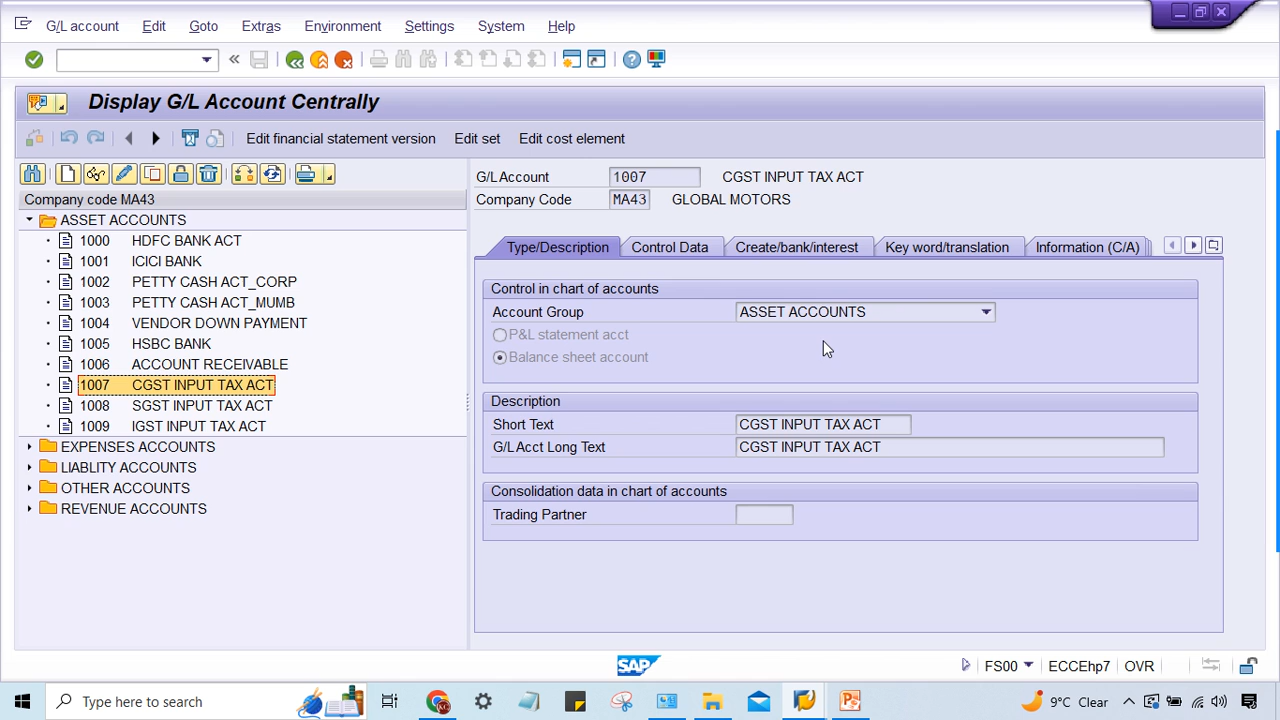 G/L account Edit Goto Extras Environment Settings System Help
Display G/L Account Centrally
Edit financial statement version Edit set Edit cost element
Company code MA43
ASSET ACCOUNTS
1000 HDFC BANK ACT
1001 ICICI BANK
1002 PETTY CASH ACT_CORP
1003 PETTY CASH ACT_MUMB
1004 VENDOR DOWN PAYMENT
1005 HSBC BANK
1006 ACCOUNT RECEIVABLE
1007 CGST INPUT TAX ACT
1008 SGST INPUT TAX ACT
1009 IGST INPUT TAX ACT
EXPENSES ACCOUNTS
LIABLITY ACCOUNTS
OTHER ACCOUNTS
REVENUE ACCOUNTS
G/L Account 1007 CGST INPUT TAX ACT
Company Code MA43 GLOBAL MOTORS
Type/Description Control Data Create/bank/interest Key word/translation Information (C/A)
Control in chart of accounts
Account Group ASSET ACCOUNTS
P&L statement acct
Balance sheet account
Description
Short Text CGST INPUT TAX ACT
G/L Acct Long Text CGST INPUT TAX ACT
Consolidation data in chart of accounts
Trading Partner
SAP FS00 ECCEhp7 OVR
Type here to search 9°C Clear